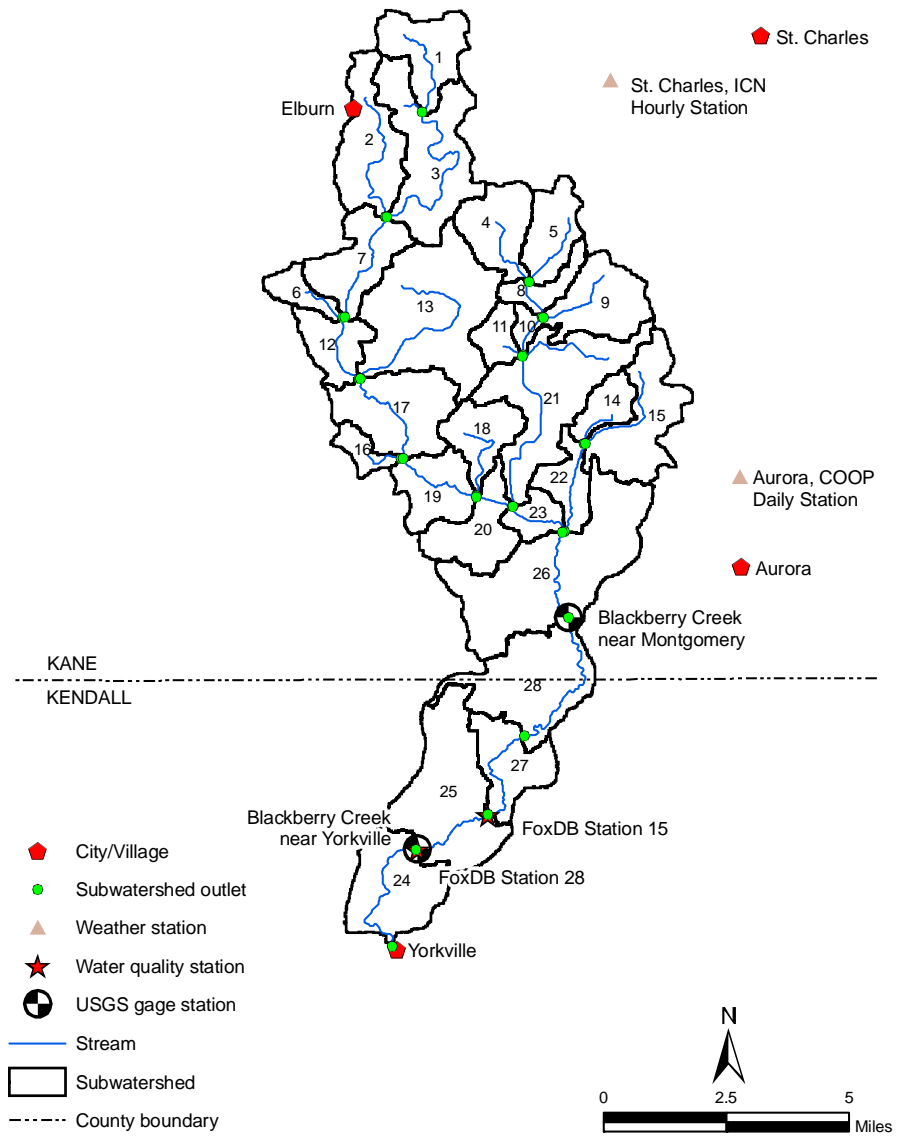 St. Charles
St. Charles, ICN
Hourly Station
Elburn
1
2
3
4
5
7
6
8
9
13
11
10
12
21
14
15
17
18
16
22
19
23
20
Aurora, COOP
Daily Station
26
Aurora
Blackberry Creek
near Montgomery
KANE
KENDALL
28
27
25
Blackberry Creek
near Yorkville
FoxDB Station 15
24
FoxDB Station 28
Yorkville
City/Village
Subwatershed outlet
Weather station
Water quality station
USGS gage station
Stream
Subwatershed
County boundary
N
0 2.5 5
Miles